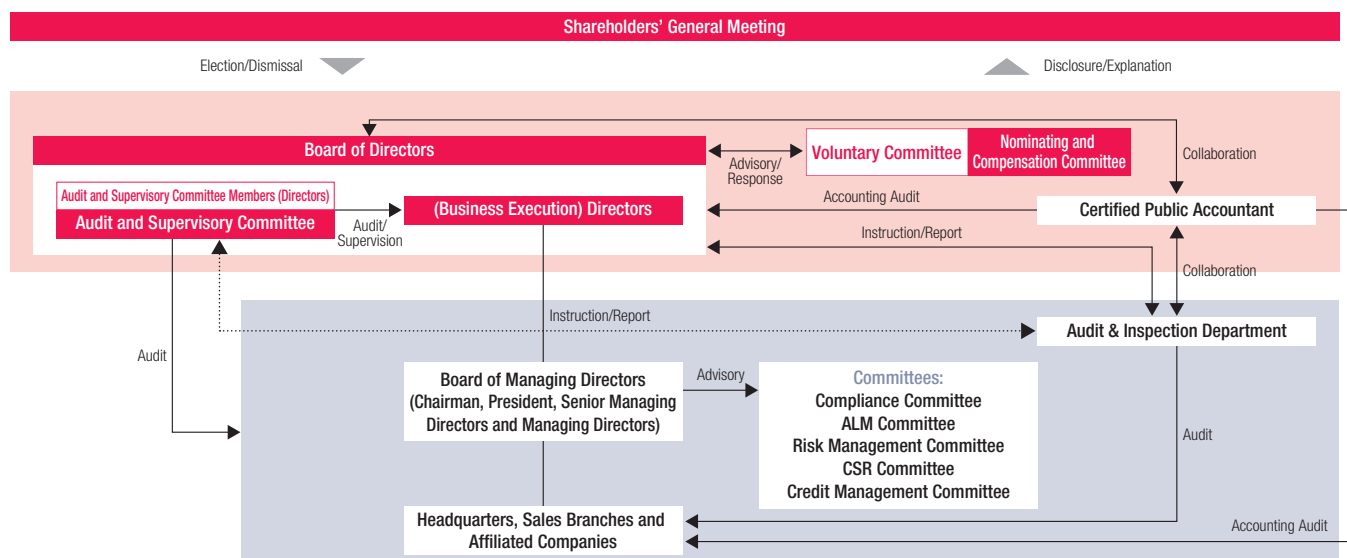 Shareholders' General Meeting
Election/Dismissal
Disclosure/Explanation
Board of Directors
Advisory/
Response
Voluntary Committee
Nominating and
Compensation Committee
Collaboration
Audit and Supervisory Committee Members (Directors)
Audit and Supervisory Committee
Audit/
Supervision
(Business Execution) Directors
Accounting Audit
Certified Public Accountant
Instruction/Report
Collaboration
Instruction/Report
Audit & Inspection Department
Audit
Board of Managing Directors
(Chairman, President, Senior Managing
Directors and Managing Directors)
Advisory
Committees:
Compliance Committee
ALM Committee
Risk Management Committee
CSR Committee
Credit Management Committee
Audit
Headquarters, Sales Branches and
Affiliated Companies
Accounting Audit